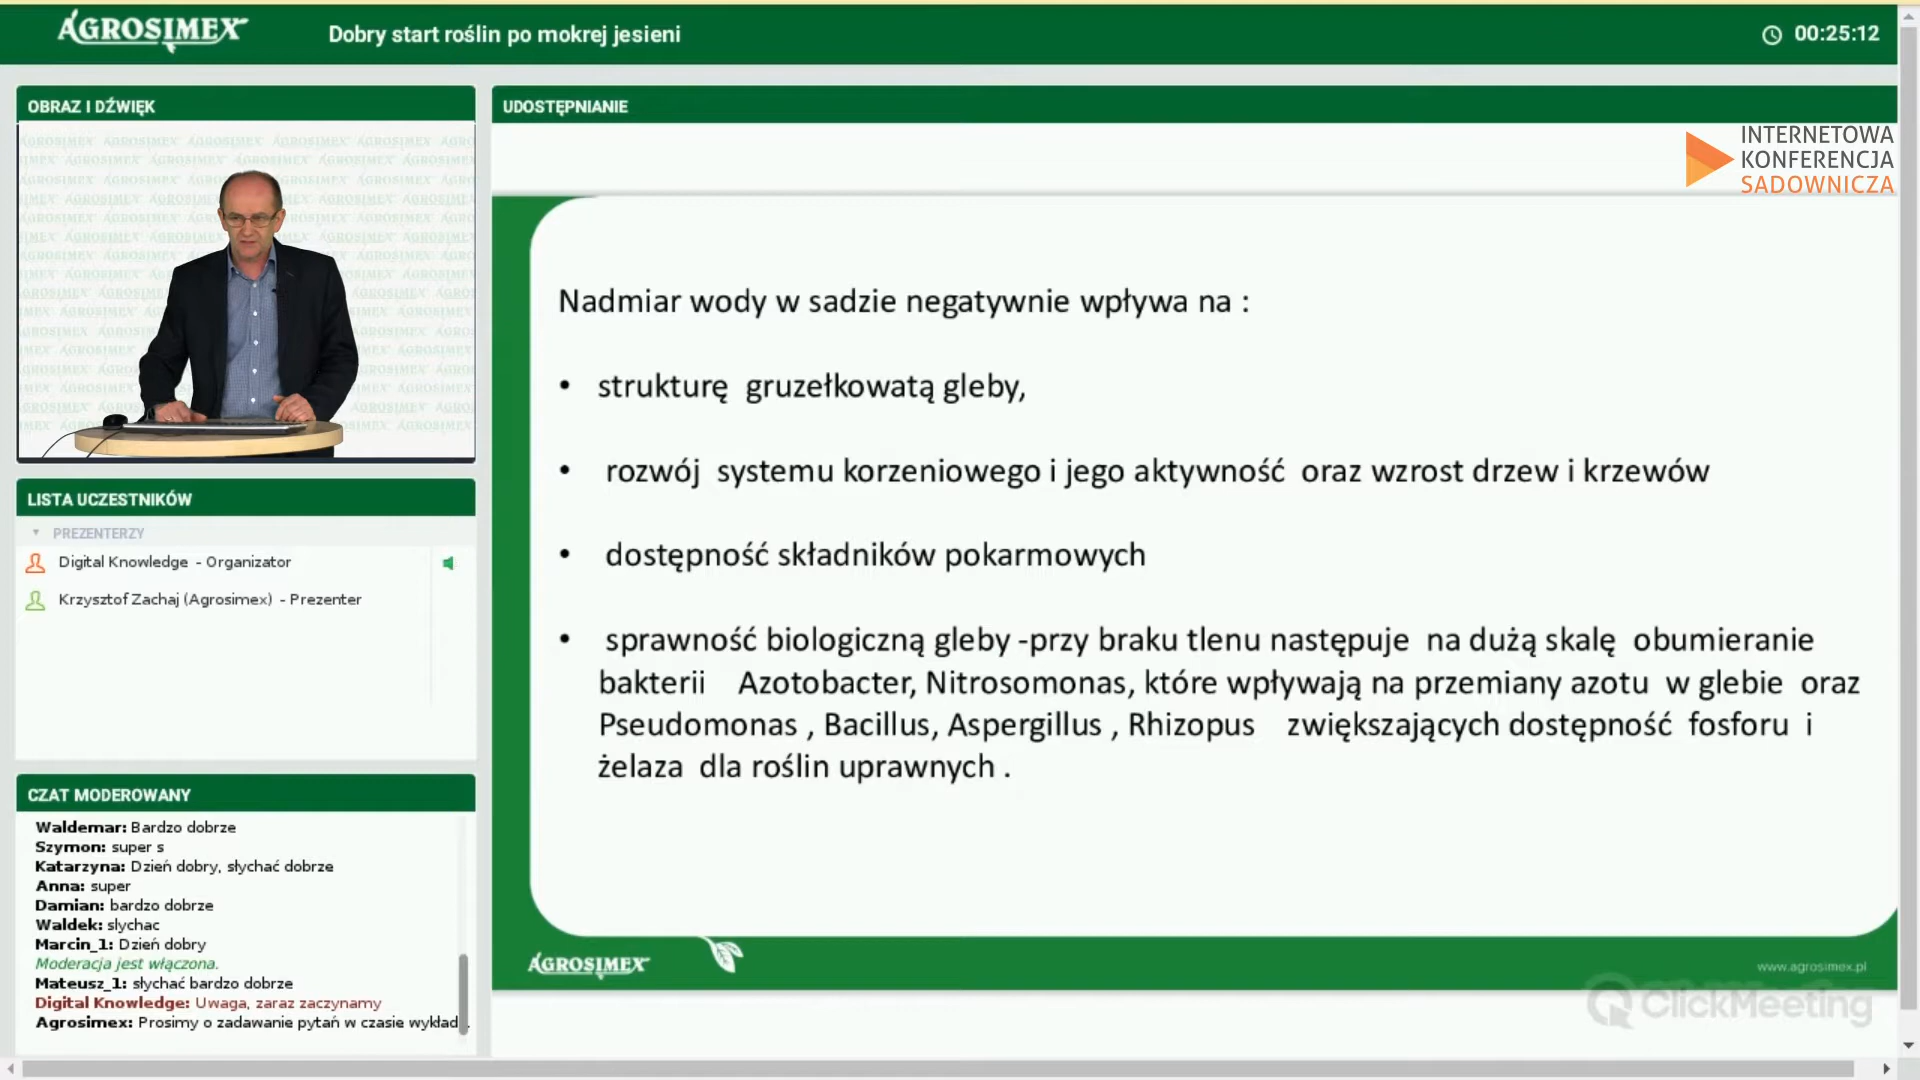 AGROSIMEX
Dobry start roślin po mokrej jesieni
00:25:12
OBRAZ I DŹWIĘK
LISTA UCZESTNIKÓW
PREZENTERZY
Digital Knowledge - Organizator
Krzysztof Zachaj (Agrosimex) - Prezenter
CZAT MODEROWANY
Waldemar: Bardzo dobrze
Szymon: super s
Katarzyna: Dzień dobry, słychać dobrze
Anna: super
Damian: bardzo dobrze
Waldek: slychac
Marcin_1: Dzień dobry
Moderacja jest włączona.
Mateusz_1: słychać bardzo dobrze
Digital Knowledge: Uwaga, zaraz zaczynamy
Agrosimex: Prosimy o zadawanie pytań w czasie wykład
UDOSTĘPNIANIE
INTERNETOWA
KONFERENCJA
SADOWNICZA
Nadmiar wody w sadzie negatywnie wpływa na :
• strukturę gruzełkowatą gleby,
• rozwój systemu korzeniowego i jego aktywność oraz wzrost drzew i krzewów
• dostępność składników pokarmowych
• sprawność biologiczną gleby -przy braku tlenu następuje na dużą skalę obumieranie
bakterii Azotobacter, Nitrosomonas, które wpływają na przemiany azotu w glebie oraz
Pseudomonas , Bacillus, Aspergillus , Rhizopus zwiększających dostępność fosforu i
żelaza dla roślin uprawnych .
AGROSIMEX
www.agrosimex.pl
ClickMeeting